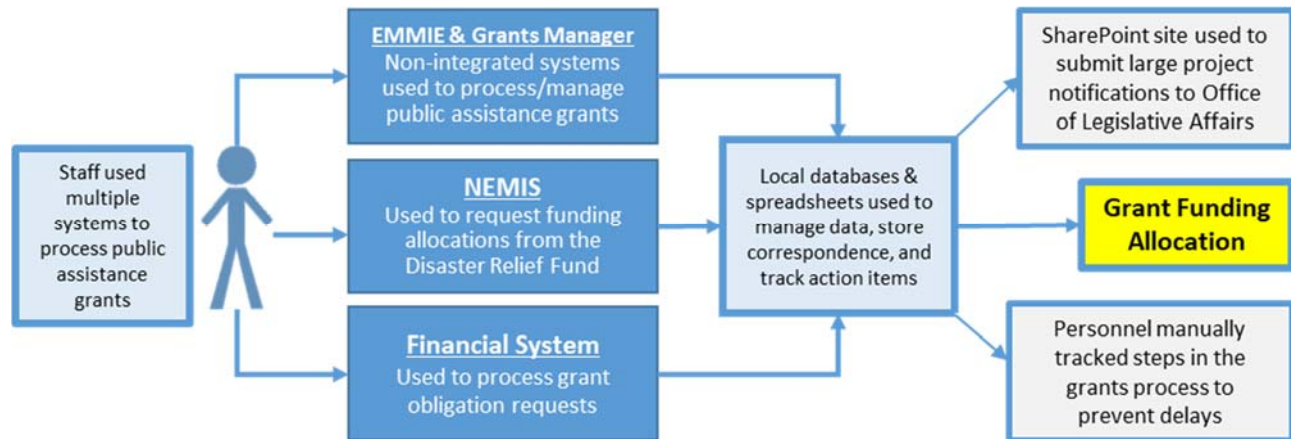 Staff used
multiple
systems to
process public
assistance
grants
EMMIE & Grants Manager
Non-integrated systems
used to process/manage
public assistance grants
NEMIS
Used to request funding
allocations from the
Disaster Relief Fund
Financial System
Used to process grant
obligation requests
Local databases &
spreadsheets used to
manage data, store
correspondence, and
track action items
SharePoint site used to
submit large project
notifications to Office
of Legislative Affairs
Grant Funding
Allocation
Personnel manually
tracked steps in the
grants process to
prevent delays